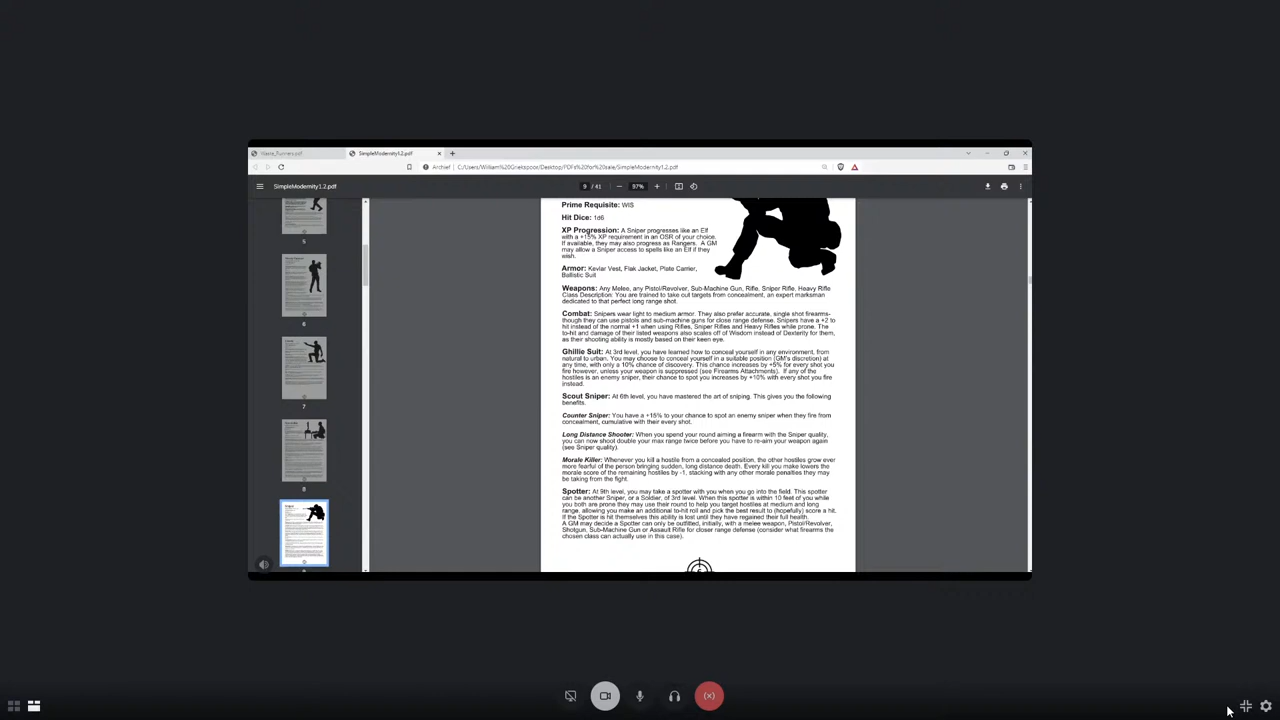 Waste_Runners.pdf
SimpleModernity1.2.pdf
Archief | C:/Users/William%20Gnekspoox/Desktop/PDFs%20for%20sale/SimpleModernity1.2.pdf
SimpleModernity1.2.pdf
9 / 41
97%
5
6
7
8
Prime Requisite: WIS
Hit Dice: 1d6
XP Progression: A Sniper progresses like an Elf
with a +15% XP requirement in an OSR of your choice.
If available, they may also progress as Rangers. A GM
may allow a Sniper access to spells like an Elf if they
wish.
Armor: Kevlar Vest, Flak Jacket, Plate Carrier,
Ballistic Suit
Weapons: Any Melee, any Pistol/Revolver, Sub-Machine Gun, Rifle, Sniper Rifle, Heavy Rifle
Class Description: You are trained to take out targets from concealment, an expert marksman
dedicated to that perfect long range shot.
Combat: Snipers wear light to medium armor. They also prefer accurate, single shot firearms-
though they can use pistols and sub-machine guns for close range defense. Snipers have a +2 to
hit instead of the normal +1 when using Rifles, Sniper Rifles and Heavy Rifles while prone. The
to-hit and damage of their listed weapons also scales off of Wisdom instead of Dexterity for them,
as their shooting ability is mostly based on their keen eye.
Ghillie Suit: At 3rd level, you have learned how to conceal yourself in any environment, from
natural to urban. You may choose to conceal yourself in a suitable position (GM's discretion) at
any time, with only a 10% chance of discovery. This chance increases by +5% for every shot you
fire however, unless your weapon is suppressed (see Firearms Attachments). If any of the
hostiles is an enemy sniper, their chance to spot you increases by +10% with every shot you fire
instead.
Scout Sniper: At 6th level, you have mastered the art of sniping. This gives you the following
benefits.
Counter Sniper: You have a +15% to your chance to spot an enemy sniper when they fire from
concealment, cumulative with their every shot.
Long Distance Shooter: When you spend your round aiming a firearm with the Sniper quality,
you can now shoot double your max range twice before you have to re-aim your weapon again
(see Sniper quality).
Morale Killer: Whenever you kill a hostile from a concealed position, the other hostiles grow ever
more fearful of the person bringing sudden, long distance death. Every kill you make lowers the
morale score of the remaining hostiles by -1, stacking with any other morale penalties they may
be taking from the fight.
Spotter: At 9th level, you may take a spotter with you when you go into the field. This spotter
can be another Sniper, or a Soldier, of 3rd level. When this spotter is within 10 feet of you while
you both are prone they may use their round to help you target hostiles at medium and long
range, allowing you make an additional to-hit roll and pick the best result to (hopefully) score a hit.
If the Spotter is hit themselves this ability is lost until they have regained their full health.
A GM may decide a Spotter can only be outfitted, initially, with a melee weapon, Pistol/Revolver,
Shotgun, Sub-Machine Gun or Assault Rifle for closer range defense (consider what firearms the
chosen class can actually use in this case).